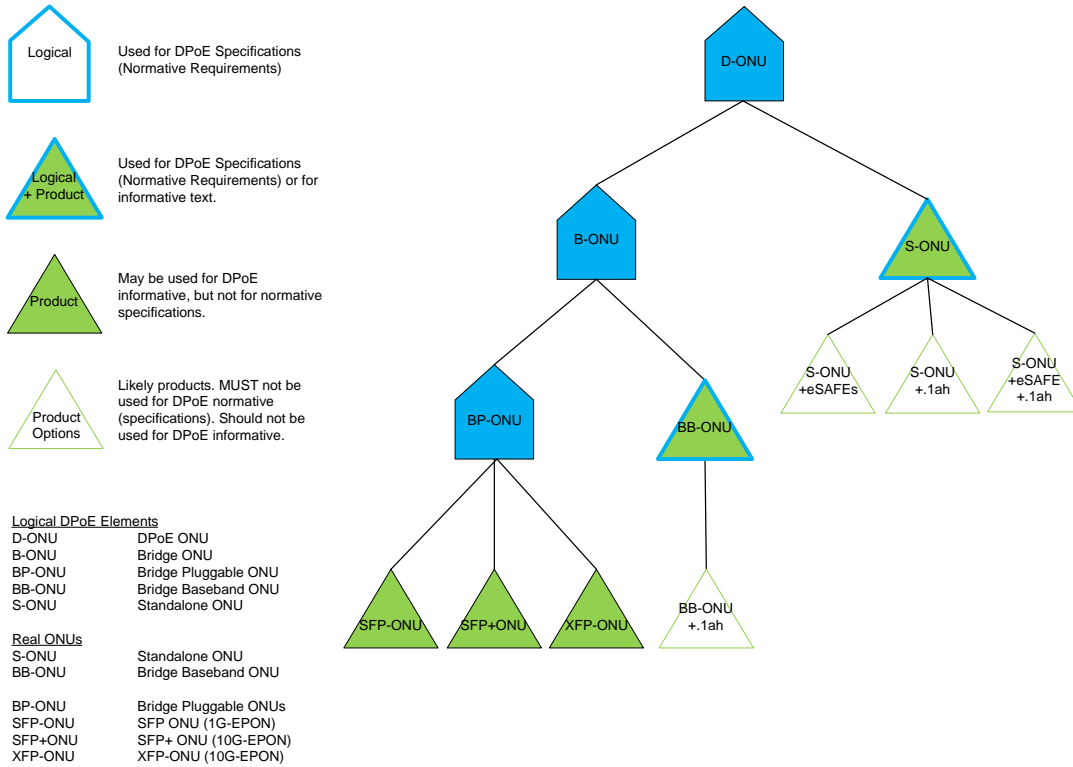 Logical
Used for DPoE Specifications
(Normative Requirements)
Logical
+ Product
Used for DPoE Specifications
(Normative Requirements) or for
informative text.
Product
May be used for DPoE
informative, but not for normative
specifications.
Product
Options
Likely products. MUST not be
used for DPoE normative
(specifications). Should not be
used for DPoE informative.
D-ONU
B-ONU
S-ONU
S-ONU
+eSAFEs
S-ONU
+.1ah
S-ONU
+eSAFE
+.1ah
BP-ONU
BB-ONU
SFP-ONU
SFP+ONU
XFP-ONU
BB-ONU
+.1ah
Logical DPoE Elements
D-ONU DPoE ONU
B-ONU Bridge ONU
BP-ONU Bridge Pluggable ONU
BB-ONU Bridge Baseband ONU
S-ONU Standalone ONU
Real ONUs
S-ONU Standalone ONU
BB-ONU Bridge Baseband ONU
BP-ONU Bridge Pluggable ONUs
SFP-ONU SFP ONU (1G-EPON)
SFP+ONU SFP+ ONU (10G-EPON)
XFP-ONU XFP-ONU (10G-EPON)